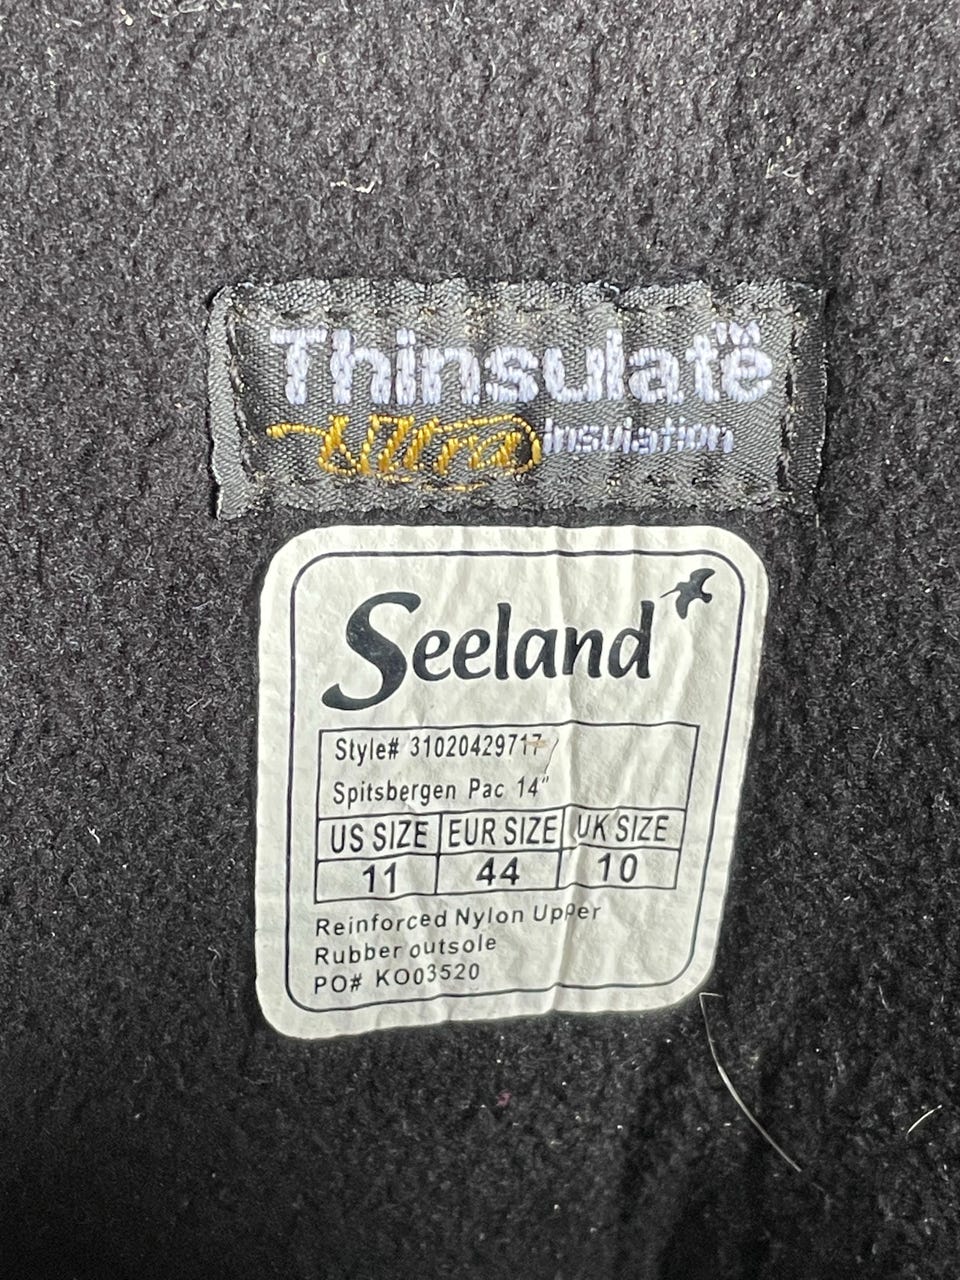 Thinsulate™
Ultra Insulation
Seeland
Style# 31020429717
Spitsbergen Pac 14"
US SIZE EUR SIZE UK SIZE
11 44 10
Reinforced Nylon Upper
Rubber outsole
PO# KO03520